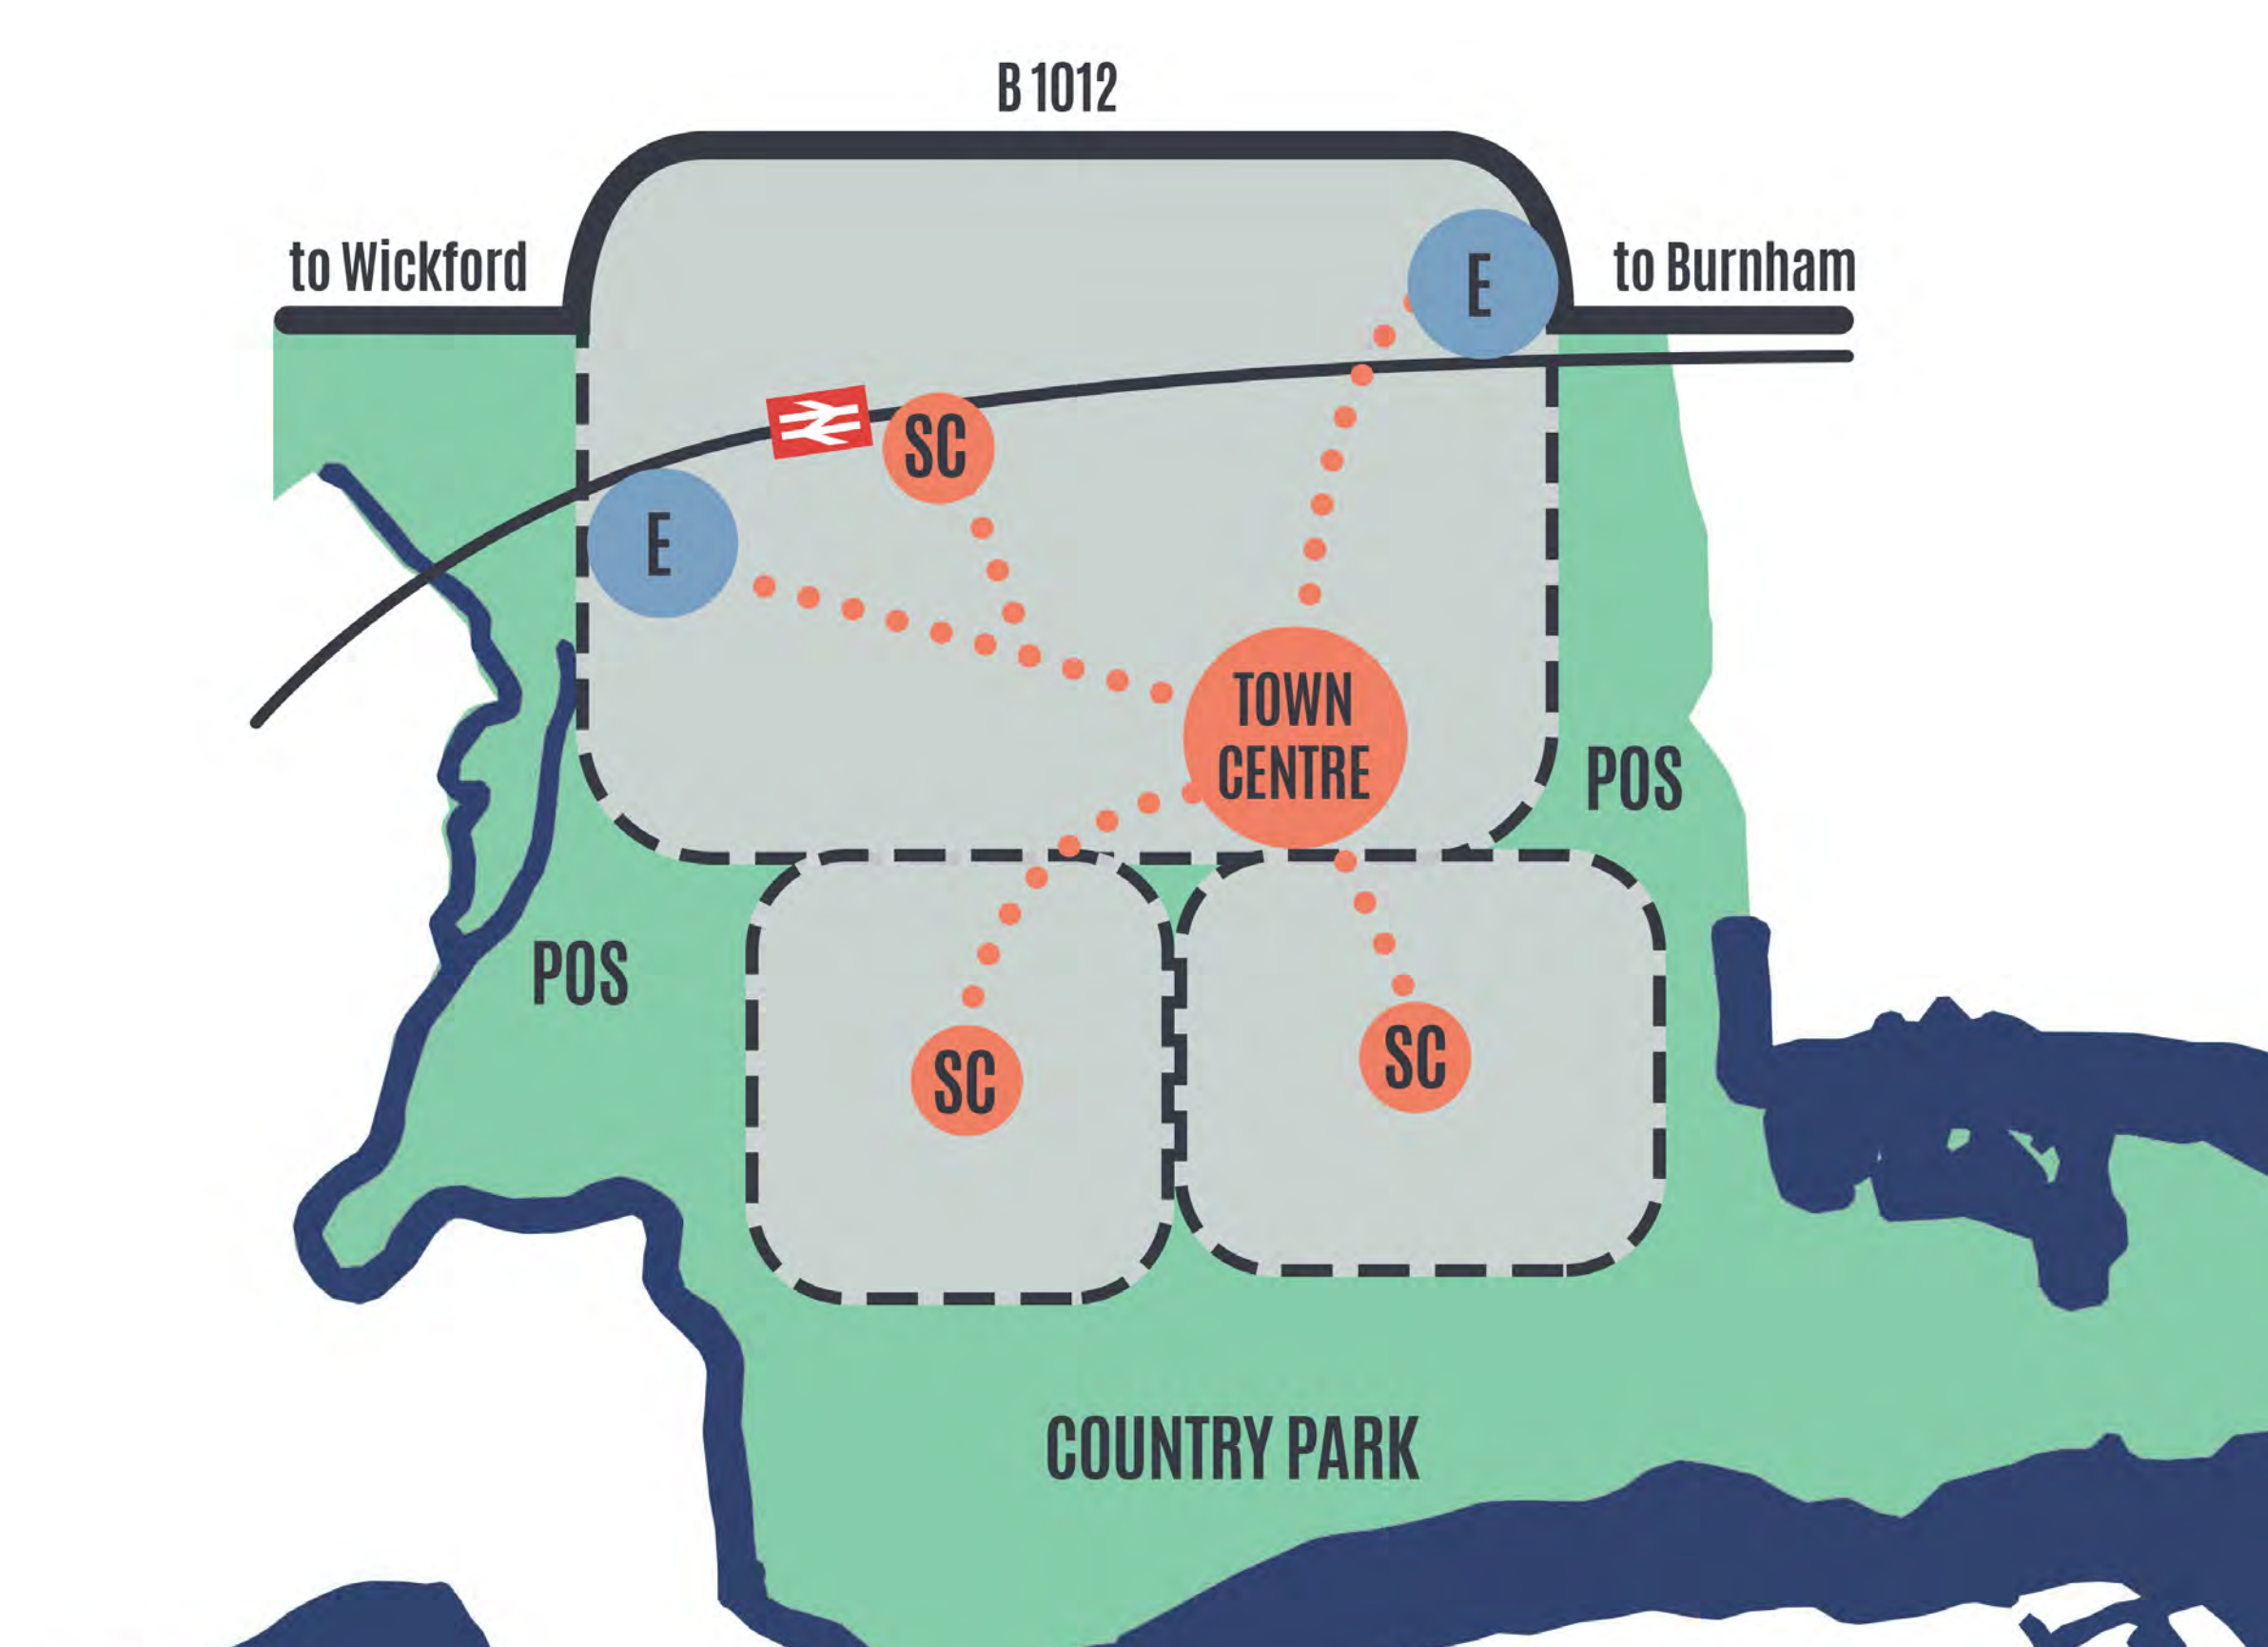 B 1012
to Wickford
to Burnham
E
SC
E
TOWN
CENTRE
POS
POS
SC
SC
COUNTRY PARK